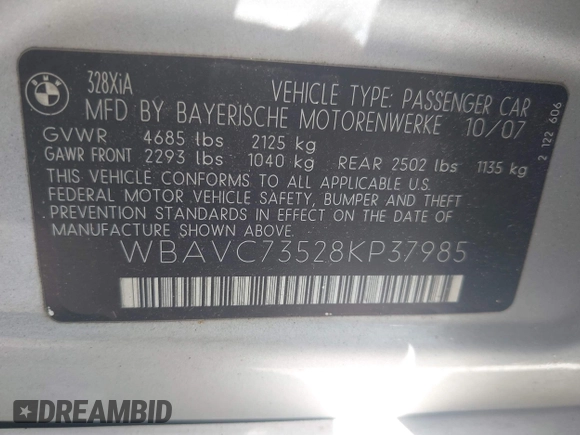 BMW
328XiA
VEHICLE TYPE: PASSENGER CAR
MFD BY BAYERISCHE MOTORENWERKE 10/07
GVWR 4685 lbs 2125 kg
GAWR FRONT 2293 lbs 1040 kg REAR 2502 lbs 1135 kg
THIS VEHICLE CONFORMS TO ALL APPLICABLE U.S.
FEDERAL MOTOR VEHICLE SAFETY, BUMPER AND THEFT
PREVENTION STANDARDS IN EFFECT ON THE DATE OF
MANUFACTURE SHOWN ABOVE.
WBAVC73528KP37985
2 122 606
DREAMBID